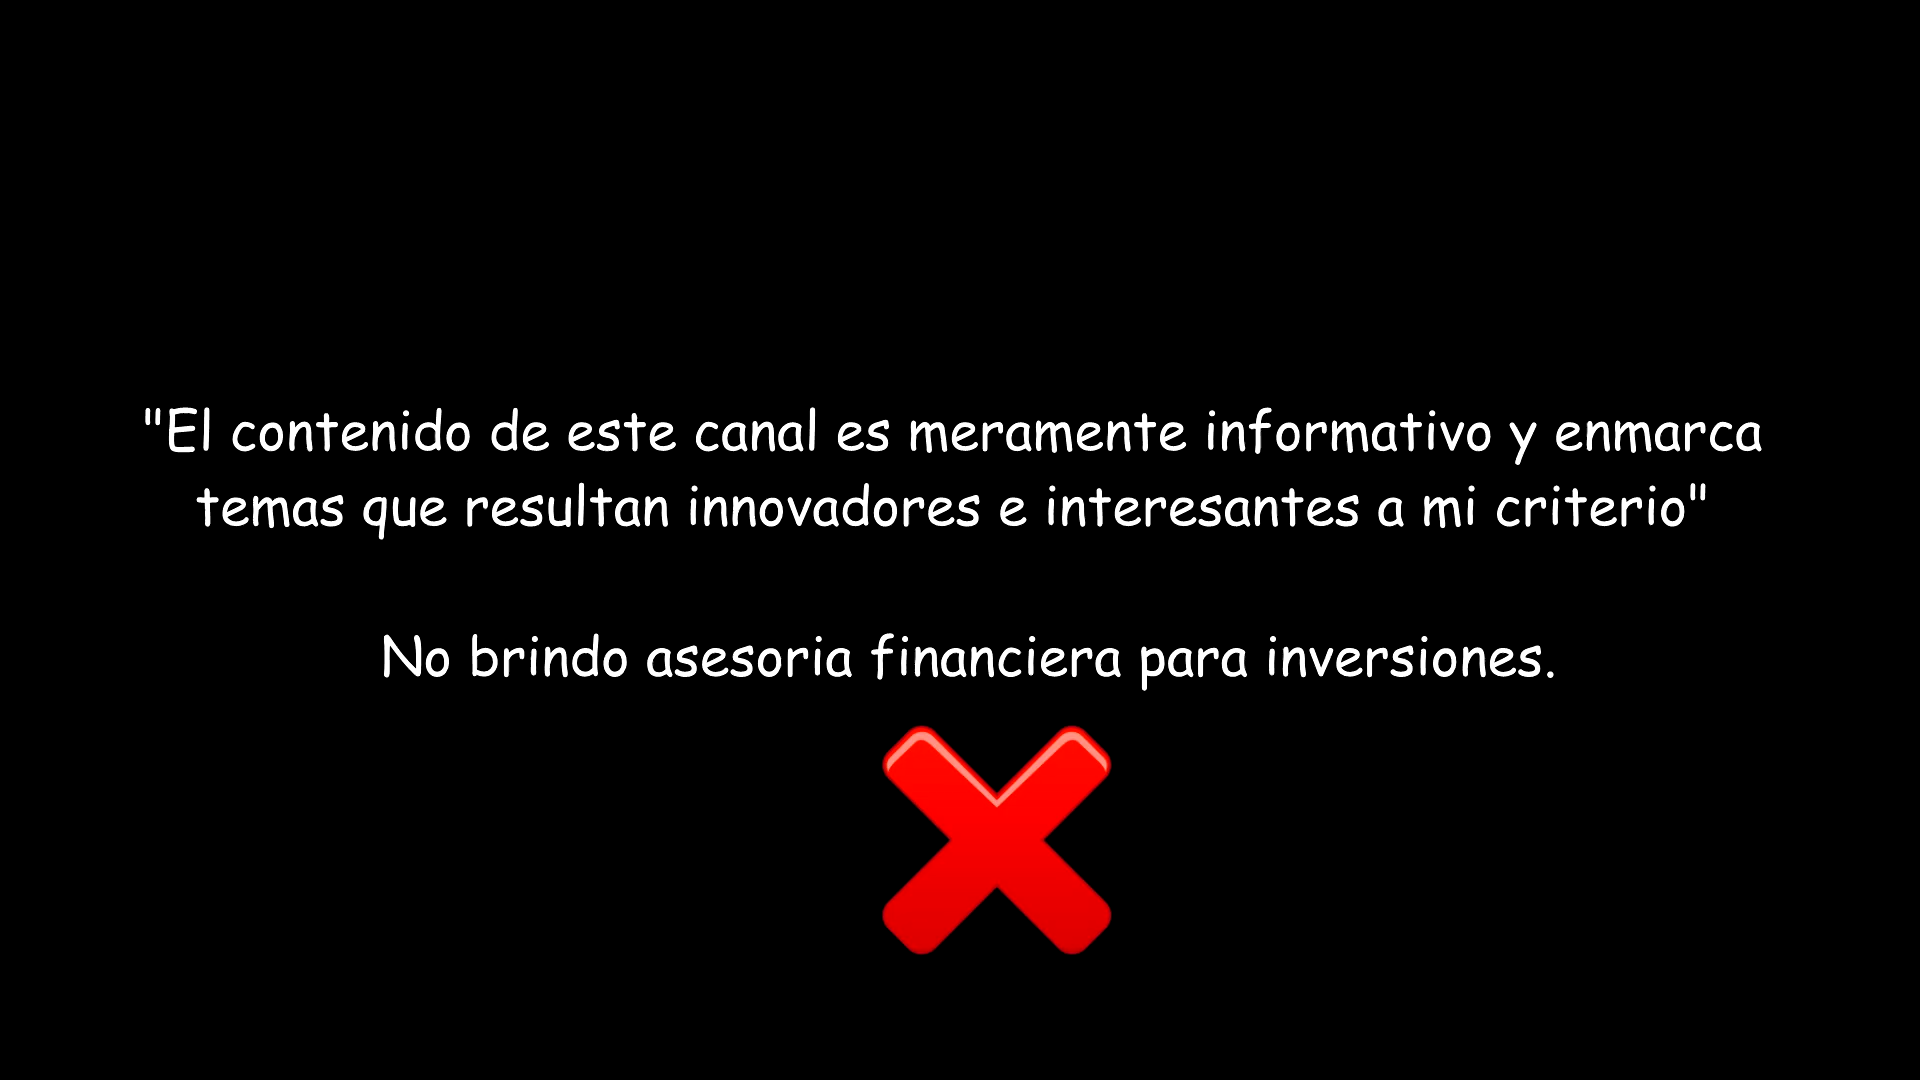 "El contenido de este canal es meramente informativo y enmarca
temas que resultan innovadores e interesantes a mi criterio"
No brindo asesoria financiera para inversiones.